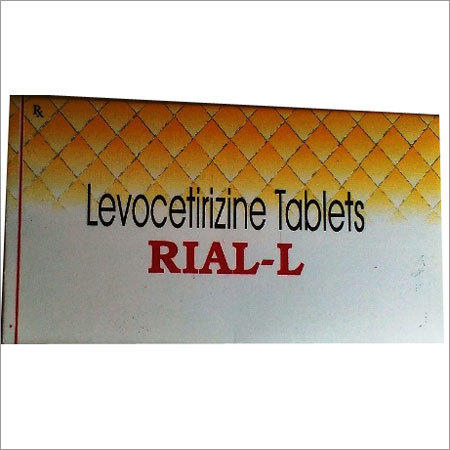 Rx
Levocetirizine Tablets
RIAL-L